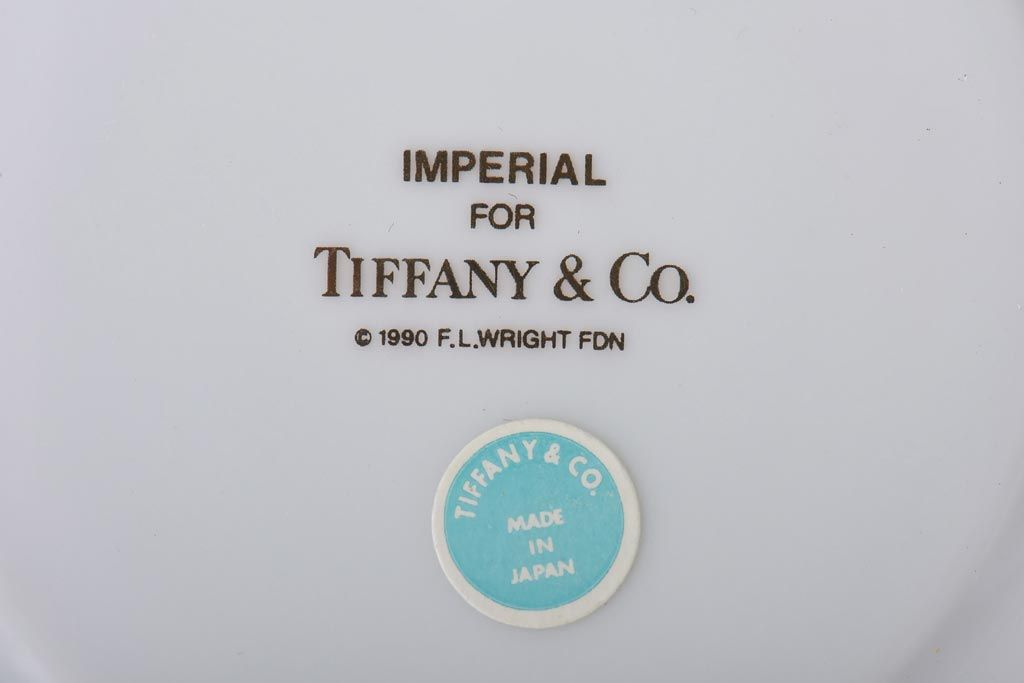 IMPERIAL
FOR
TIFFANY & CO.
© 1990 F.L.WRIGHT FDN
TIFFANY & CO.
MADE
IN
JAPAN